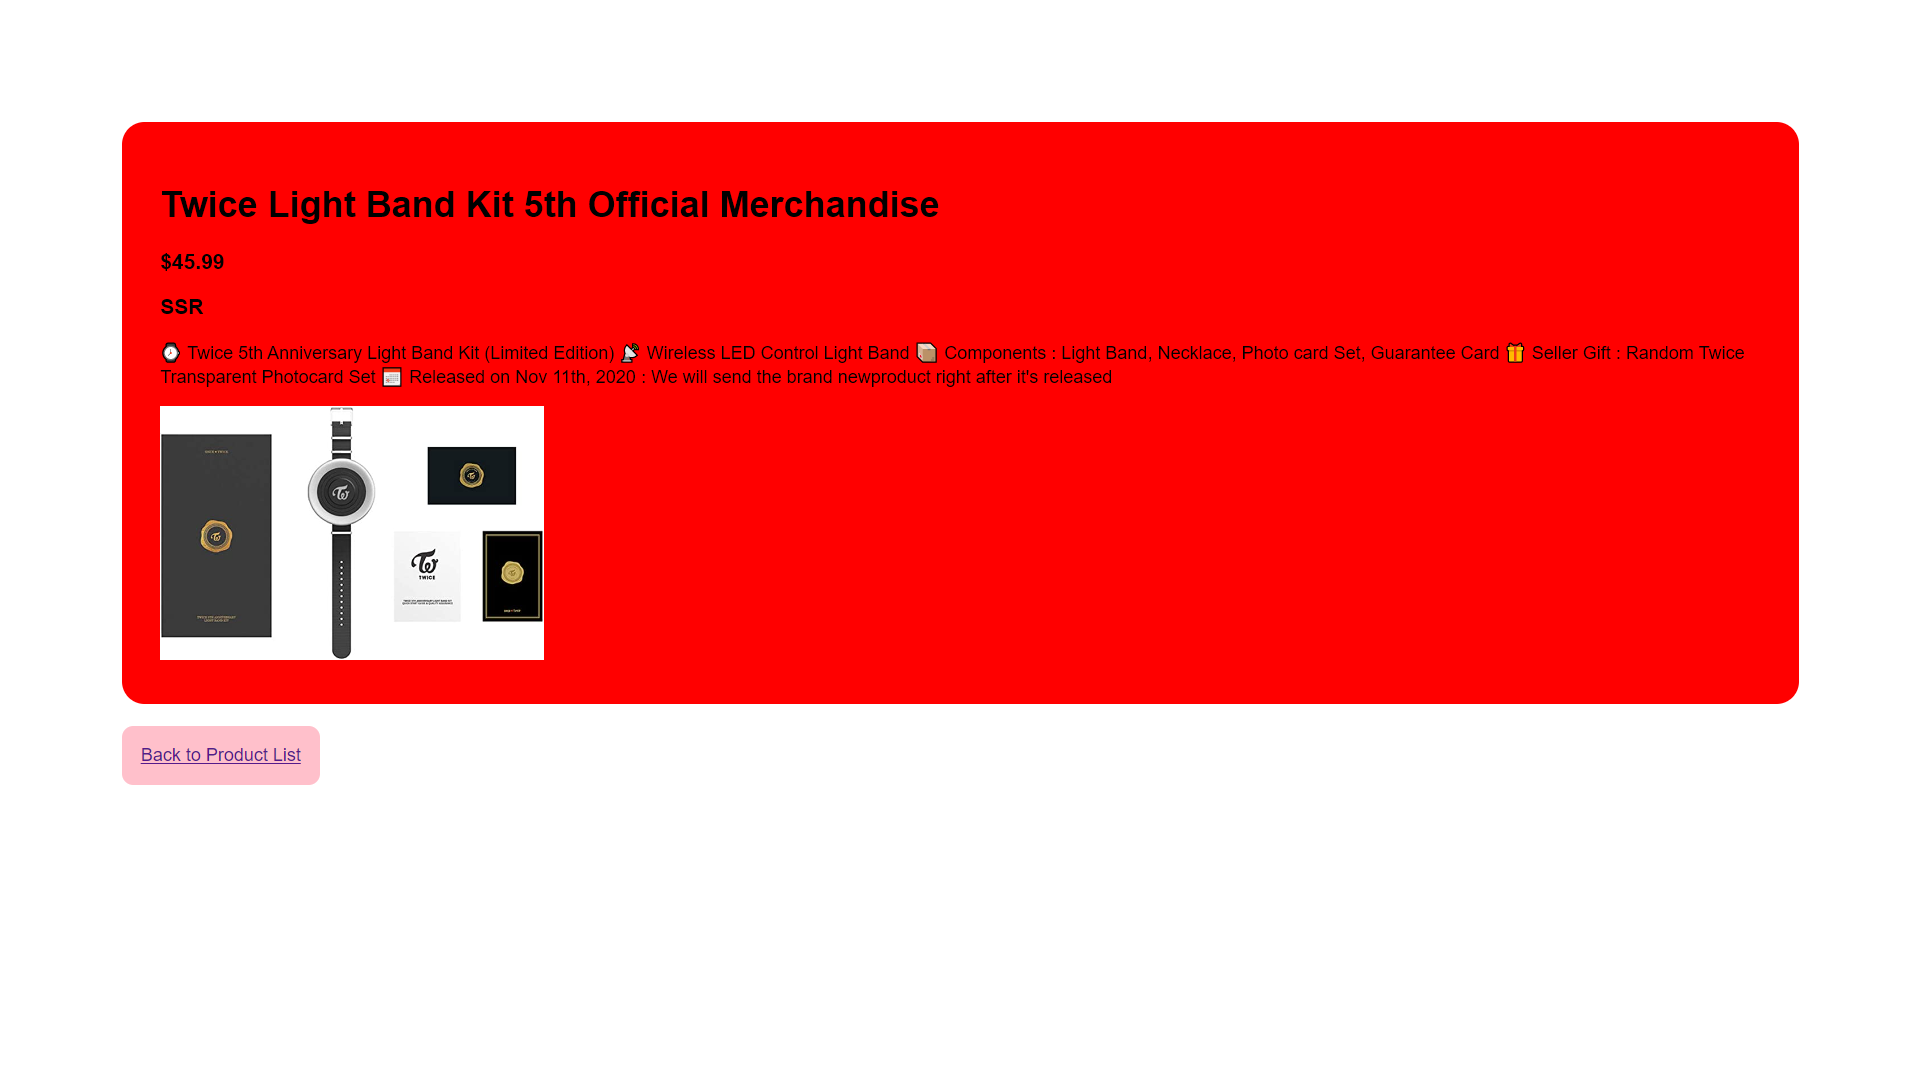 Twice Light Band Kit 5th Official Merchandise
$45.99
SSR
⌚ Twice 5th Anniversary Light Band Kit (Limited Edition) 📡 Wireless LED Control Light Band 📦 Components : Light Band, Necklace, Photo card Set, Guarantee Card 🎁 Seller Gift : Random Twice
Transparent Photocard Set 📅 Released on Nov 11th, 2020 : We will send the brand newproduct right after it's released
TWICE
Back to Product List